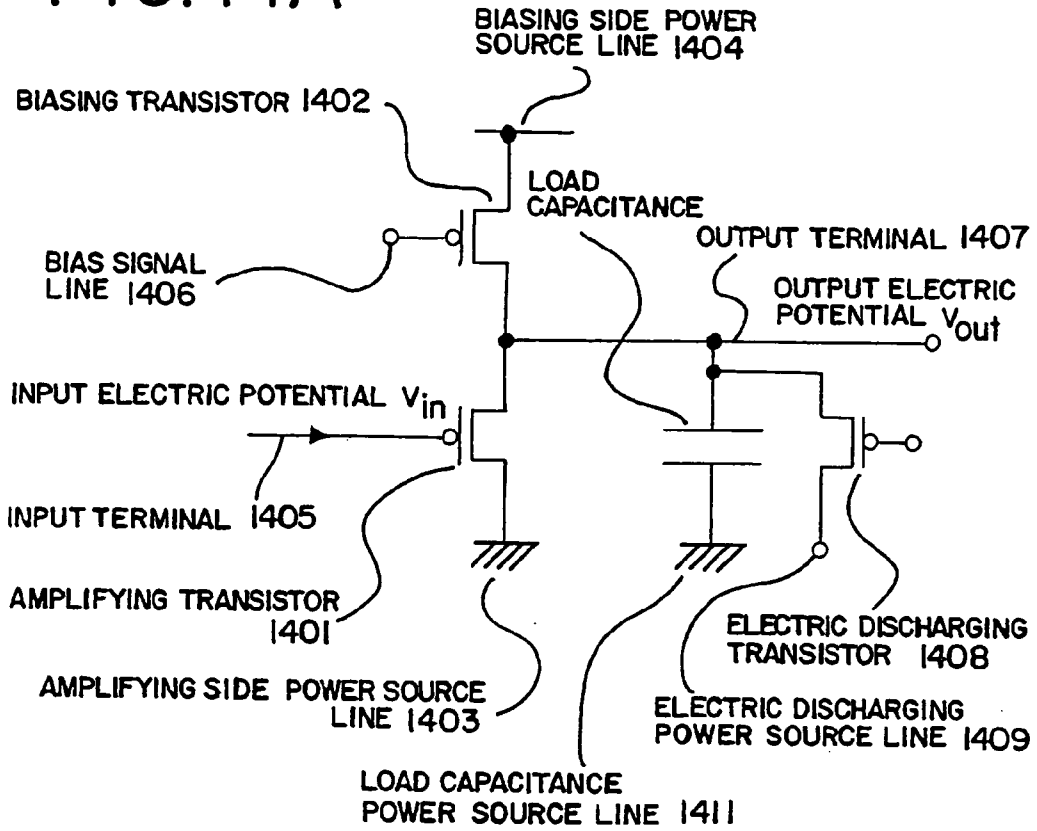 FIG. 14A
BIASING SIDE POWER
SOURCE LINE 1404
BIASING TRANSISTOR 1402
LOAD
CAPACITANCE
OUTPUT TERMINAL 1407
BIAS SIGNAL
LINE 1406
OUTPUT ELECTRIC
POTENTIAL Vout
INPUT ELECTRIC POTENTIAL Vin
INPUT TERMINAL 1405
AMPLIFYING TRANSISTOR
1401
ELECTRIC DISCHARGING
TRANSISTOR 1408
AMPLIFYING SIDE POWER SOURCE
LINE 1403
ELECTRIC DISCHARGING
POWER SOURCE LINE 1409
LOAD CAPACITANCE
POWER SOURCE LINE 1411